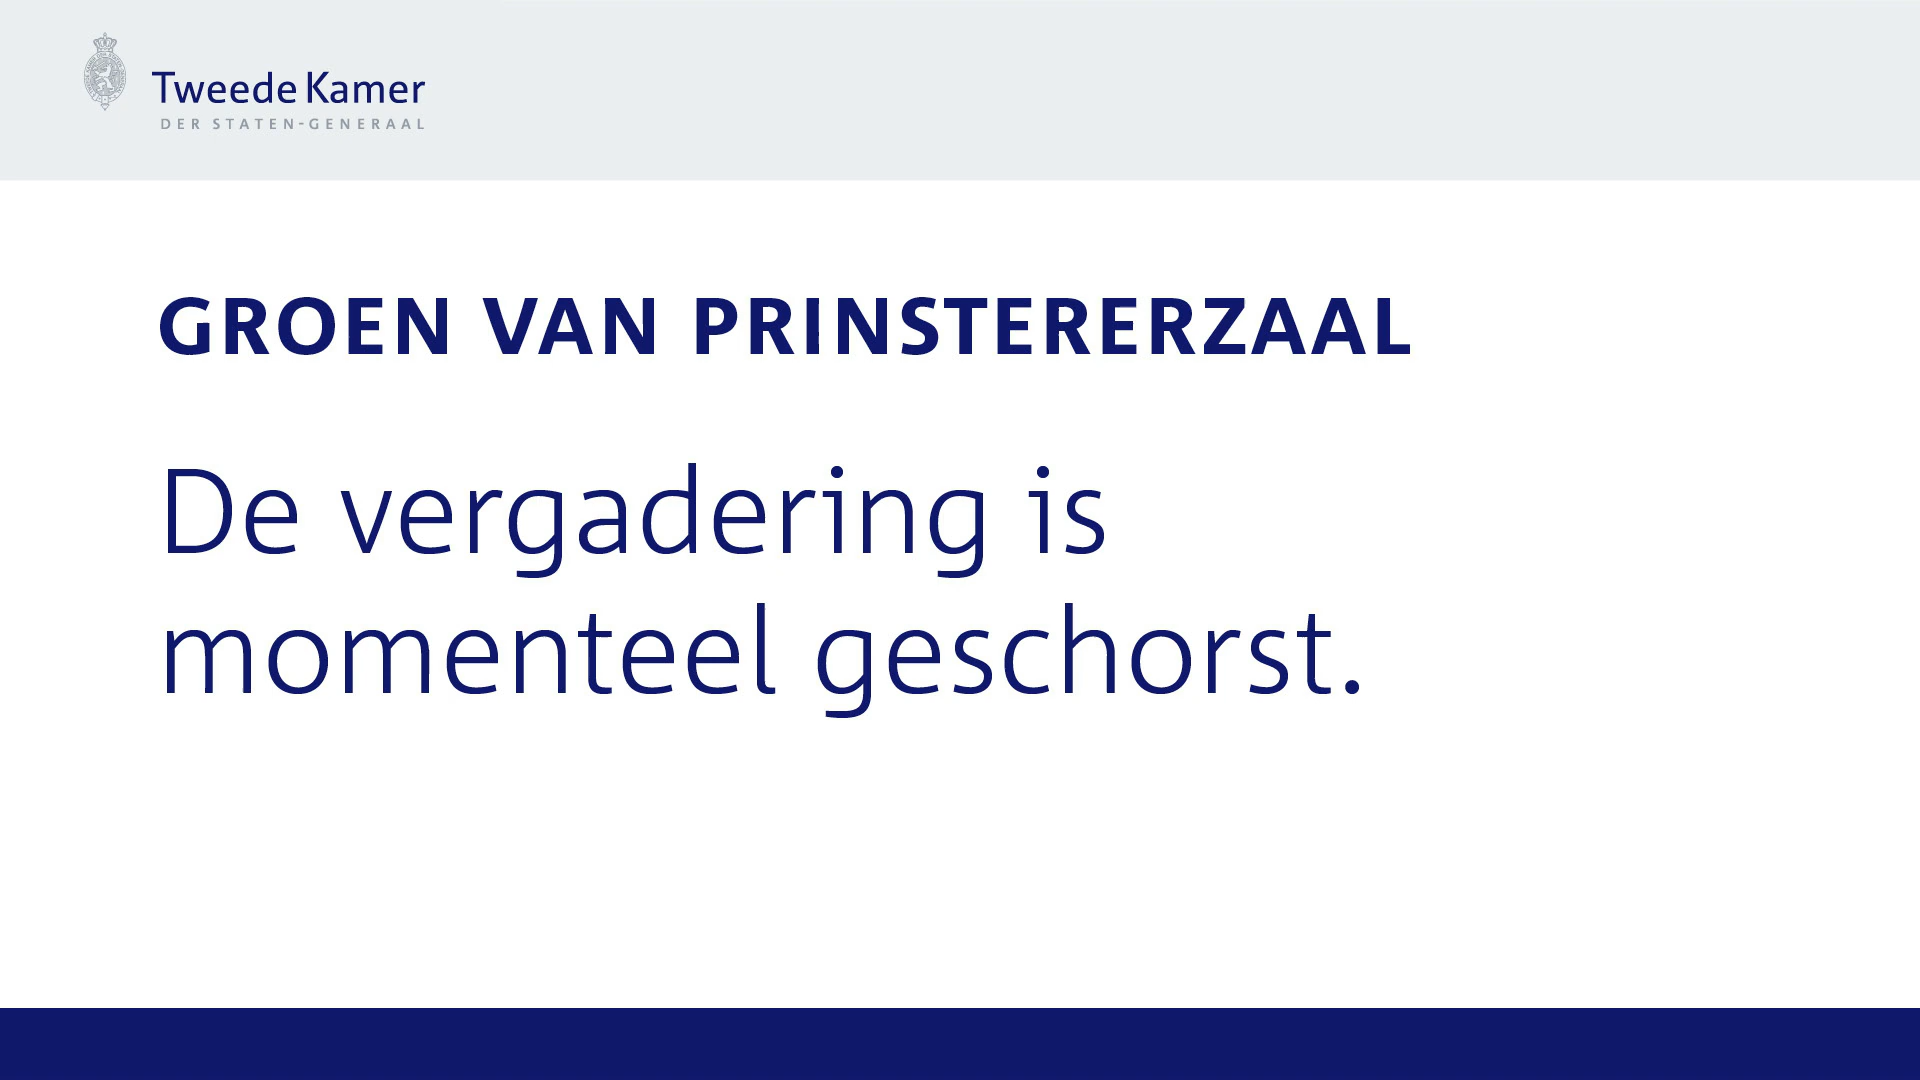 Tweede Kamer
DER STATEN-GENERAAL
GROEN VAN PRINSTERERZAAL
De vergadering is
momenteel geschorst.